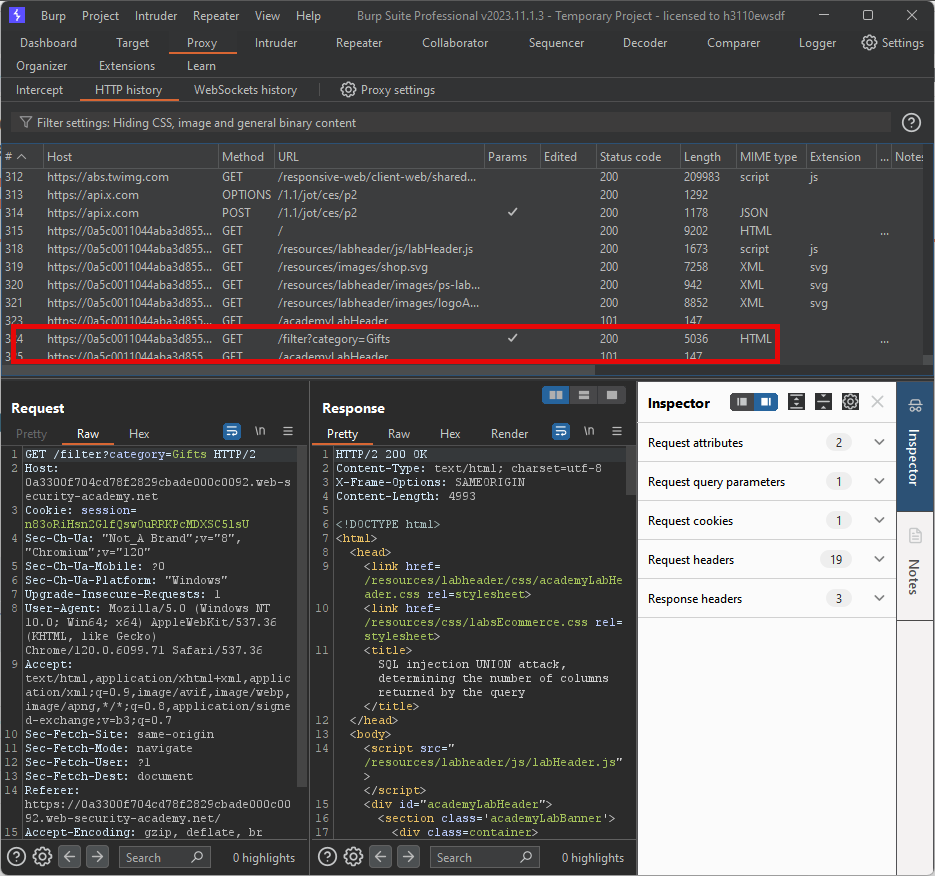 Burp Project Intruder Repeater View Help Burp Suite Professional v2023.11.1.3 - Temporary Project - licensed to h3110ewsdf
Dashboard Target Proxy Intruder Repeater Collaborator Sequencer Decoder Comparer Logger Settings
Organizer Extensions Learn
Intercept HTTP history WebSockets history Proxy settings
Filter settings: Hiding CSS, image and general binary content
# Host Method URL Params Edited Status code Length MIME type Extension ... Notes
312 https://abs.twimg.com GET /responsive-web/client-web/shared... 200 209983 script js
313 https://api.x.com OPTIONS /1.1/jot/ces/p2 200 1292
314 https://api.x.com POST /1.1/jot/ces/p2 ✓ 200 1178 JSON
315 https://0a5c0011044aba3d855... GET / 200 9202 HTML ...
318 https://0a5c0011044aba3d855... GET /resources/labheader/js/labHeader.js 200 1673 script js
319 https://0a5c0011044aba3d855... GET /resources/images/shop.svg 200 7258 XML svg
320 https://0a5c0011044aba3d855... GET /resources/labheader/images/ps-lab... 200 942 XML svg
321 https://0a5c0011044aba3d855... GET /resources/labheader/images/logoA... 200 8852 XML svg
323 https://0a5c0011044aba3d855... GET /academyLabHeader 101 147
324 https://0a5c0011044aba3d855... GET /filter?category=Gifts ✓ 200 5036 HTML ...
325 https://0a5c0011044aba3d855... GET /academyLabHeader 101 147
Request
Pretty Raw Hex \n
1 GET /filter?category=Gifts HTTP/2
2 Host:
0a3300f704cd78f2829cbade000c0092.web-s
ecurity-academy.net
3 Cookie: session=
n83oRiHsn2GlfQswOuRRKPcMDXSC5lsU
4 Sec-Ch-Ua: "Not_A Brand";v="8",
"Chromium";v="120"
5 Sec-Ch-Ua-Mobile: ?0
6 Sec-Ch-Ua-Platform: "Windows"
7 Upgrade-Insecure-Requests: 1
8 User-Agent: Mozilla/5.0 (Windows NT
10.0; Win64; x64) AppleWebKit/537.36
(KHTML, like Gecko)
Chrome/120.0.6099.71 Safari/537.36
9 Accept:
text/html,application/xhtml+xml,applic
ation/xml;q=0.9,image/avif,image/webp,
image/apng,*/*;q=0.8,application/signe
d-exchange;v=b3;q=0.7
10 Sec-Fetch-Site: same-origin
11 Sec-Fetch-Mode: navigate
12 Sec-Fetch-User: ?1
13 Sec-Fetch-Dest: document
14 Referer:
https://0a3300f704cd78f2829cbade000c00
92.web-security-academy.net/
15 Accept-Encoding: gzip, deflate, br
Search 0 highlights
Response
Pretty Raw Hex Render \n
1 HTTP/2 200 OK
2 Content-Type: text/html; charset=utf-8
3 X-Frame-Options: SAMEORIGIN
4 Content-Length: 4993
5
6 <!DOCTYPE html>
7 <html>
8 <head>
9 <link href=
/resources/labheader/css/academyLabHe
ader.css rel=stylesheet>
10 <link href=
/resources/css/labsEcommerce.css rel=
stylesheet>
11 <title>
SQL injection UNION attack,
determining the number of columns
returned by the query
</title>
12 </head>
13 <body>
14 <script src="
/resources/labheader/js/labHeader.js"
>
</script>
15 <div id="academyLabHeader">
16 <section class='academyLabBanner'>
17 <div class=container>
Search 0 highlights
Inspector
Request attributes 2
Request query parameters 1
Request cookies 1
Request headers 19
Response headers 3
Inspector
Notes